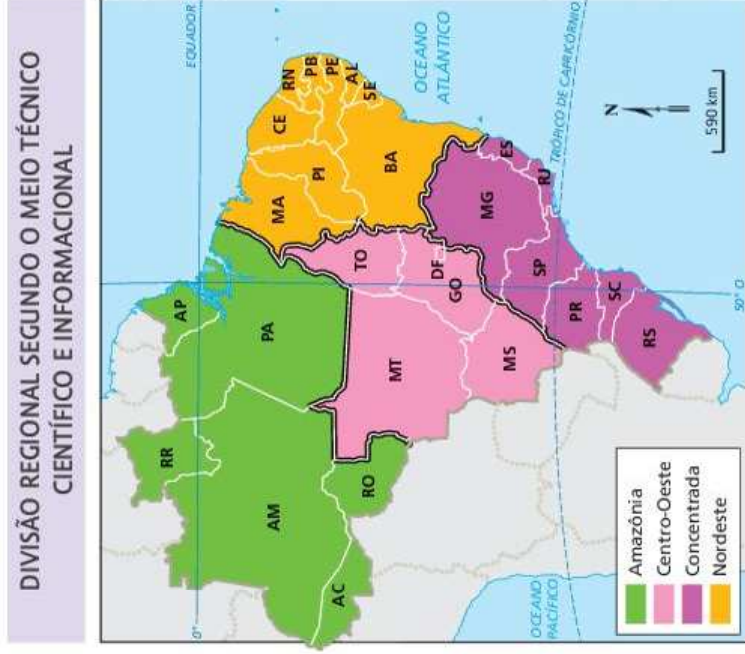 DIVISÃO REGIONAL SEGUNDO O MEIO TÉCNICO
CIENTÍFICO E INFORMACIONAL
EQUADOR
0°
RR
AP
AM
PA
MA
CE
RN
PB
PE
AL
SE
PI
AC
RO
TO
BA
MT
DF
GO
MG
ES
MS
SP
RJ
PR
SC
RS
OCEANO
ATLÂNTICO
TRÓPICO DE CAPRICÓRNIO
OCEANO
PACÍFICO
50° O
N
590 km
Amazônia
Centro-Oeste
Concentrada
Nordeste